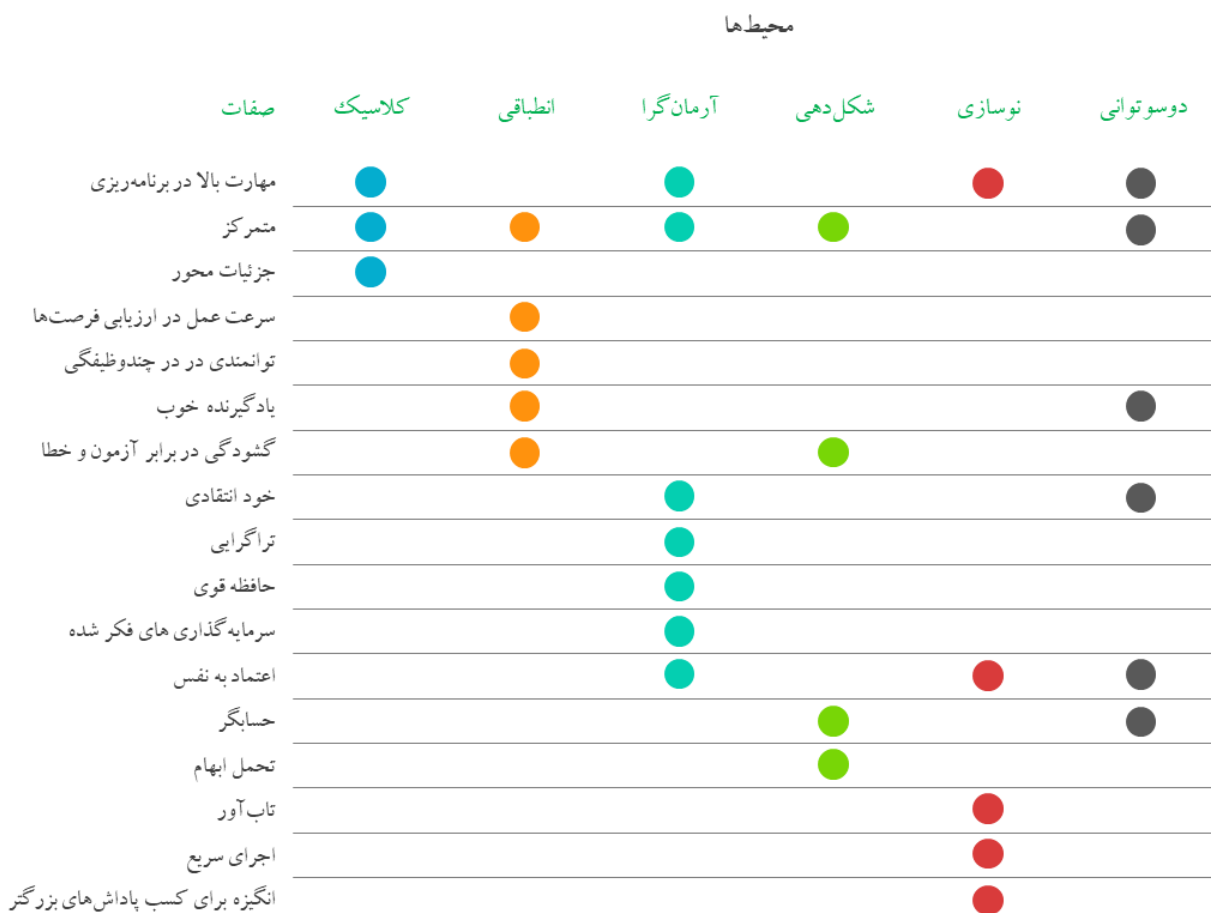 محیط‌ها
صفات کلاسیک انطباقی آرمان‌گرا شکل‌دهی نوسازی دوسوتوانی
مهارت بالا در برنامه‌ریزی
متمرکز
جزئیات محور
سرعت عمل در ارزیابی فرصت‌ها
توانمندی در در چندوظیفگی
یادگیرنده خوب
گشودگی در برابر آزمون و خطا
خود انتقادی
تراگرایی
حافظه قوی
سرمایه‌گذاری های فکر شده
اعتماد به نفس
حسابگر
تحمل ابهام
تاب‌آور
اجرای سریع
انگیزه برای کسب پاداش‌های بزرگتر